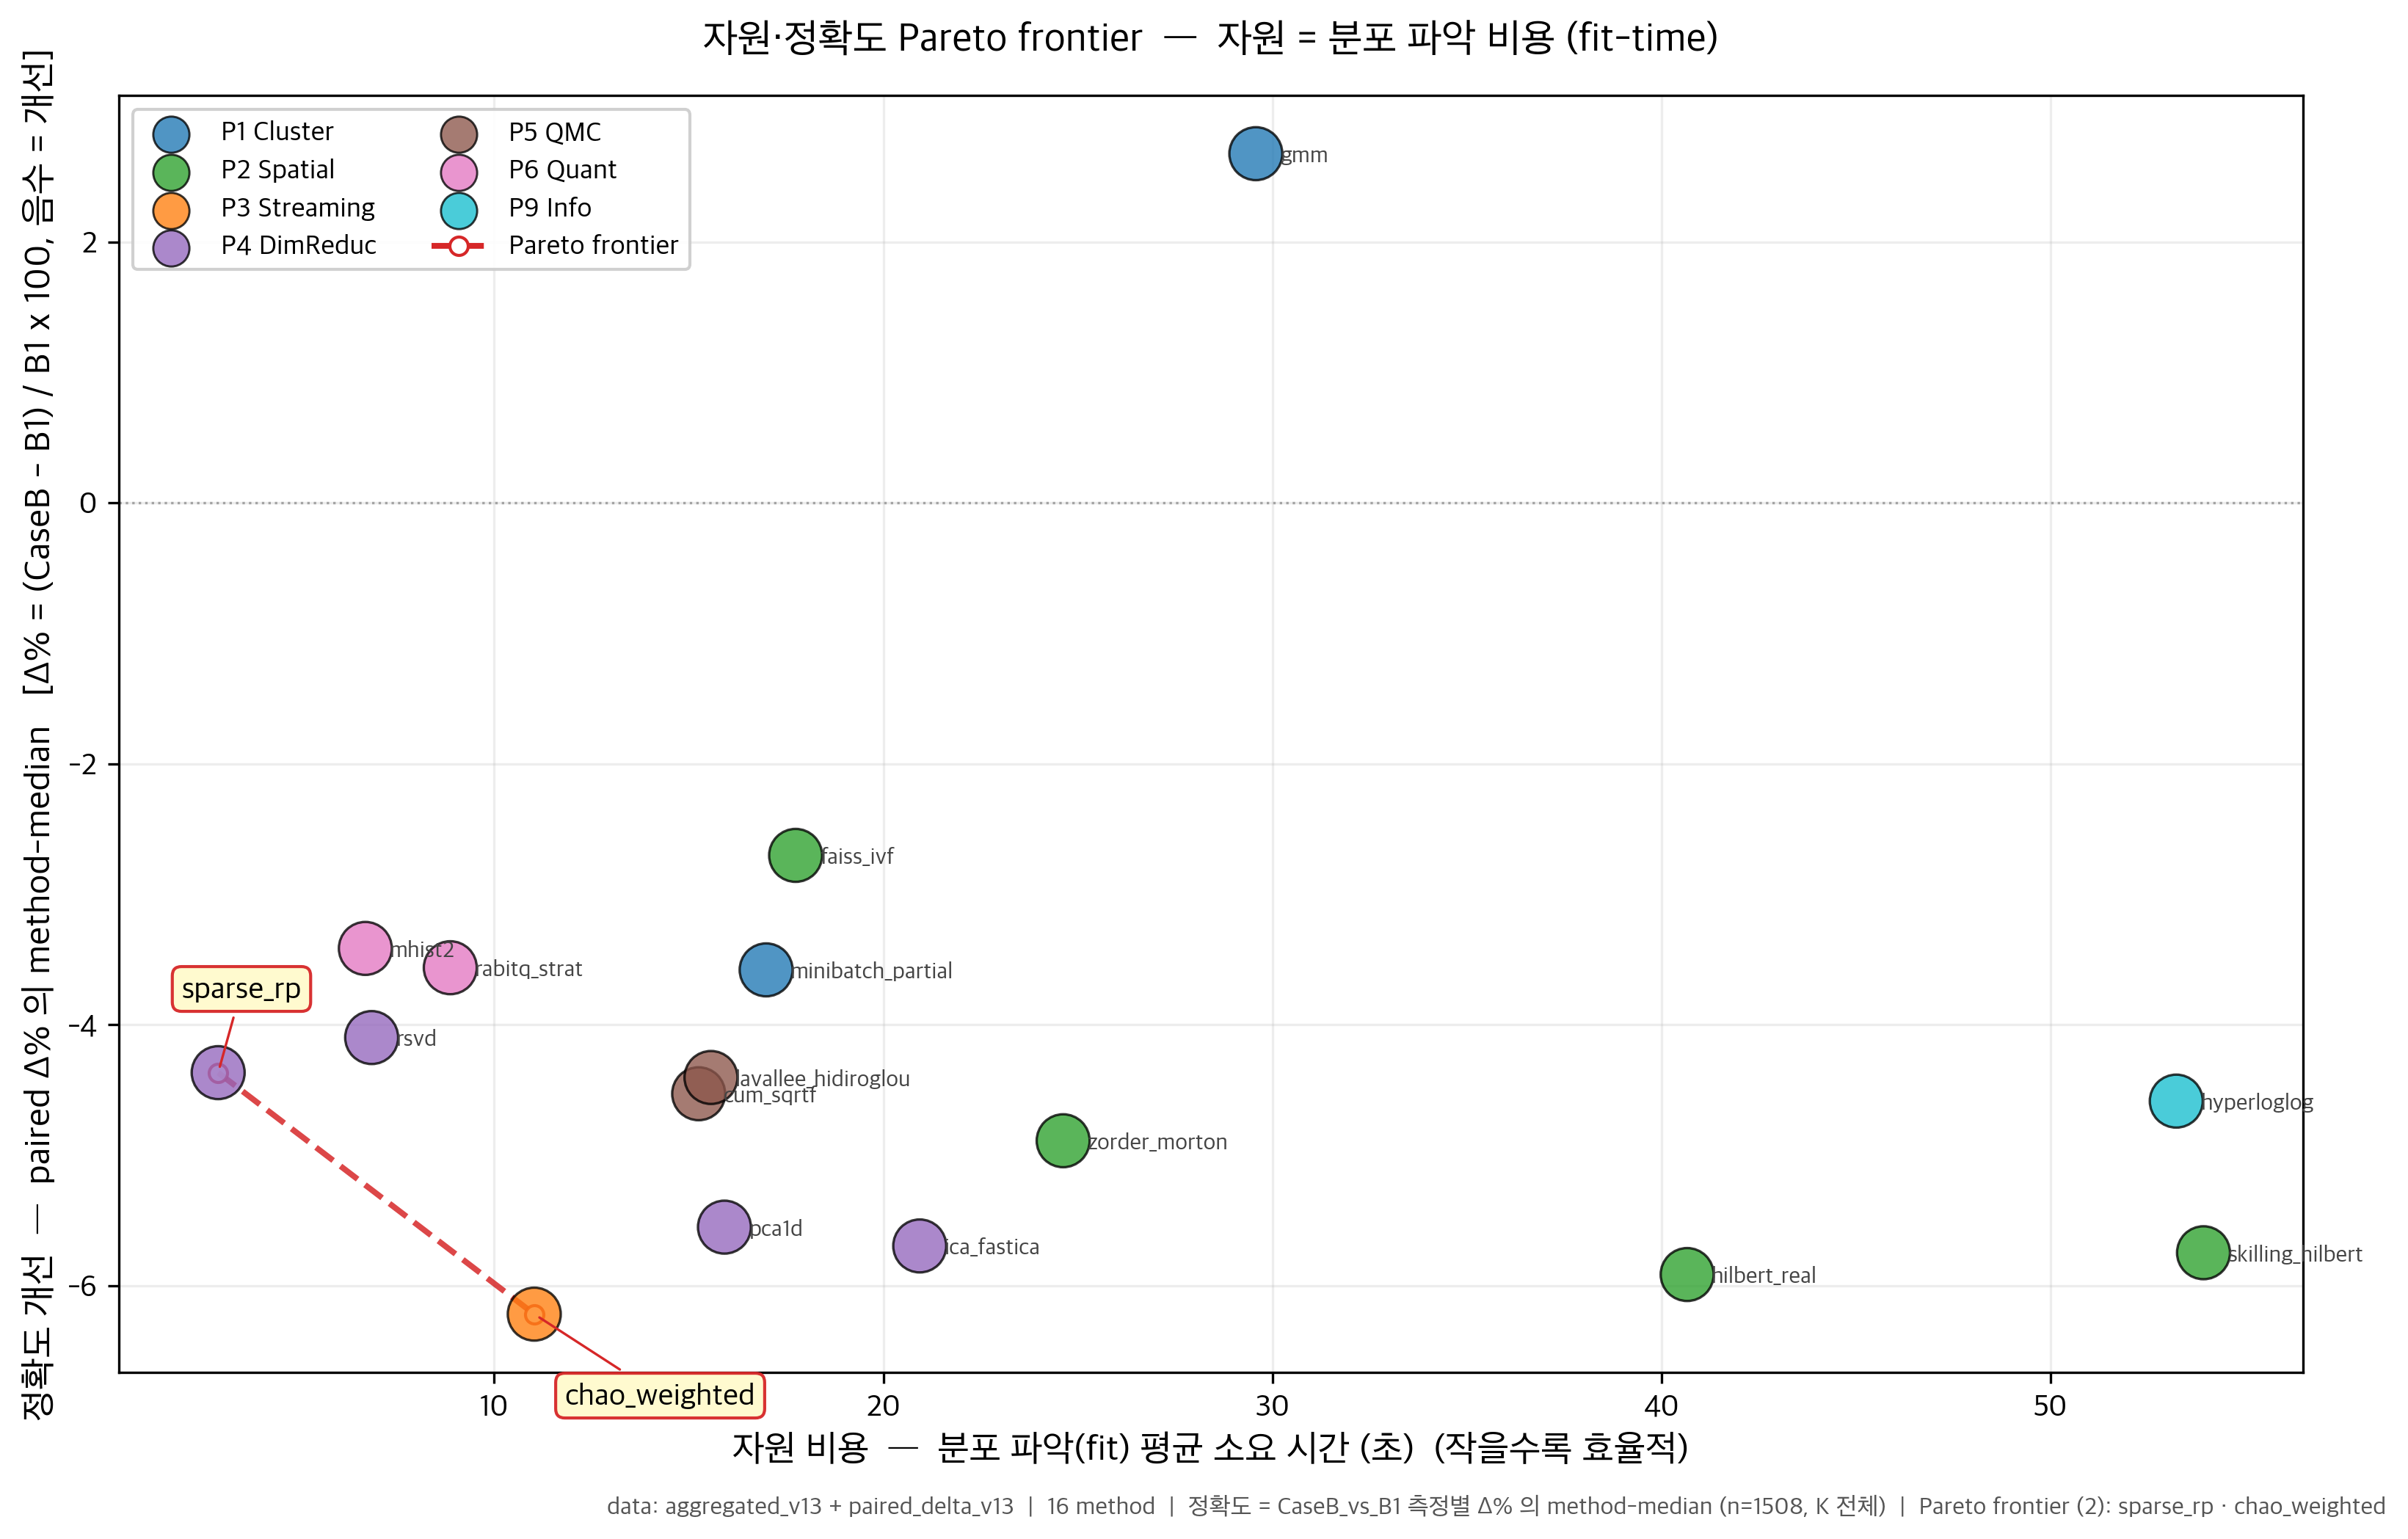 자원·정확도 Pareto frontier — 자원 = 분포 파악 비용 (fit-time)
정확도 개선 — paired Δ% 의 method-median [Δ% = (CaseB - B1) / B1 x 100, 음수 = 개선]
P1 Cluster
P2 Spatial
P3 Streaming
P4 DimReduc
P5 QMC
P6 Quant
P9 Info
Pareto frontier
2
0
-2
-4
-6
gmm
faiss_ivf
mhist2
rabitq_strat
minibatch_partial
sparse_rp
rsvd
lavallee_hidiroglou
cum_sqrtf
hyperloglog
zorder_morton
pca1d
ica_fastica
skilling_hilbert
hilbert_real
chao_weighted
10
20
30
40
50
자원 비용 — 분포 파악(fit) 평균 소요 시간 (초) (작을수록 효율적)
data: aggregated_v13 + paired_delta_v13 | 16 method | 정확도 = CaseB_vs_B1 측정별 Δ% 의 method-median (n=1508, K 전체) | Pareto frontier (2): sparse_rp · chao_weighted